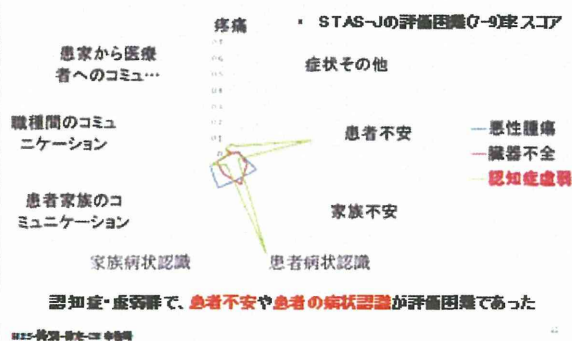 ・ STAS-Jの評価困難(7-9)率 スコア
疼痛
症状その他
患者不安
家族不安
患者病状認識
家族病状認識
患者家族のコ
ミュニケーション
職種間のコミュ
ニケーション
患家から医療
者へのコミュ…
悪性腫瘍
臓器不全
認知症虚弱
認知症・虚弱群で、患者不安や患者の病状認識が評価困難であった